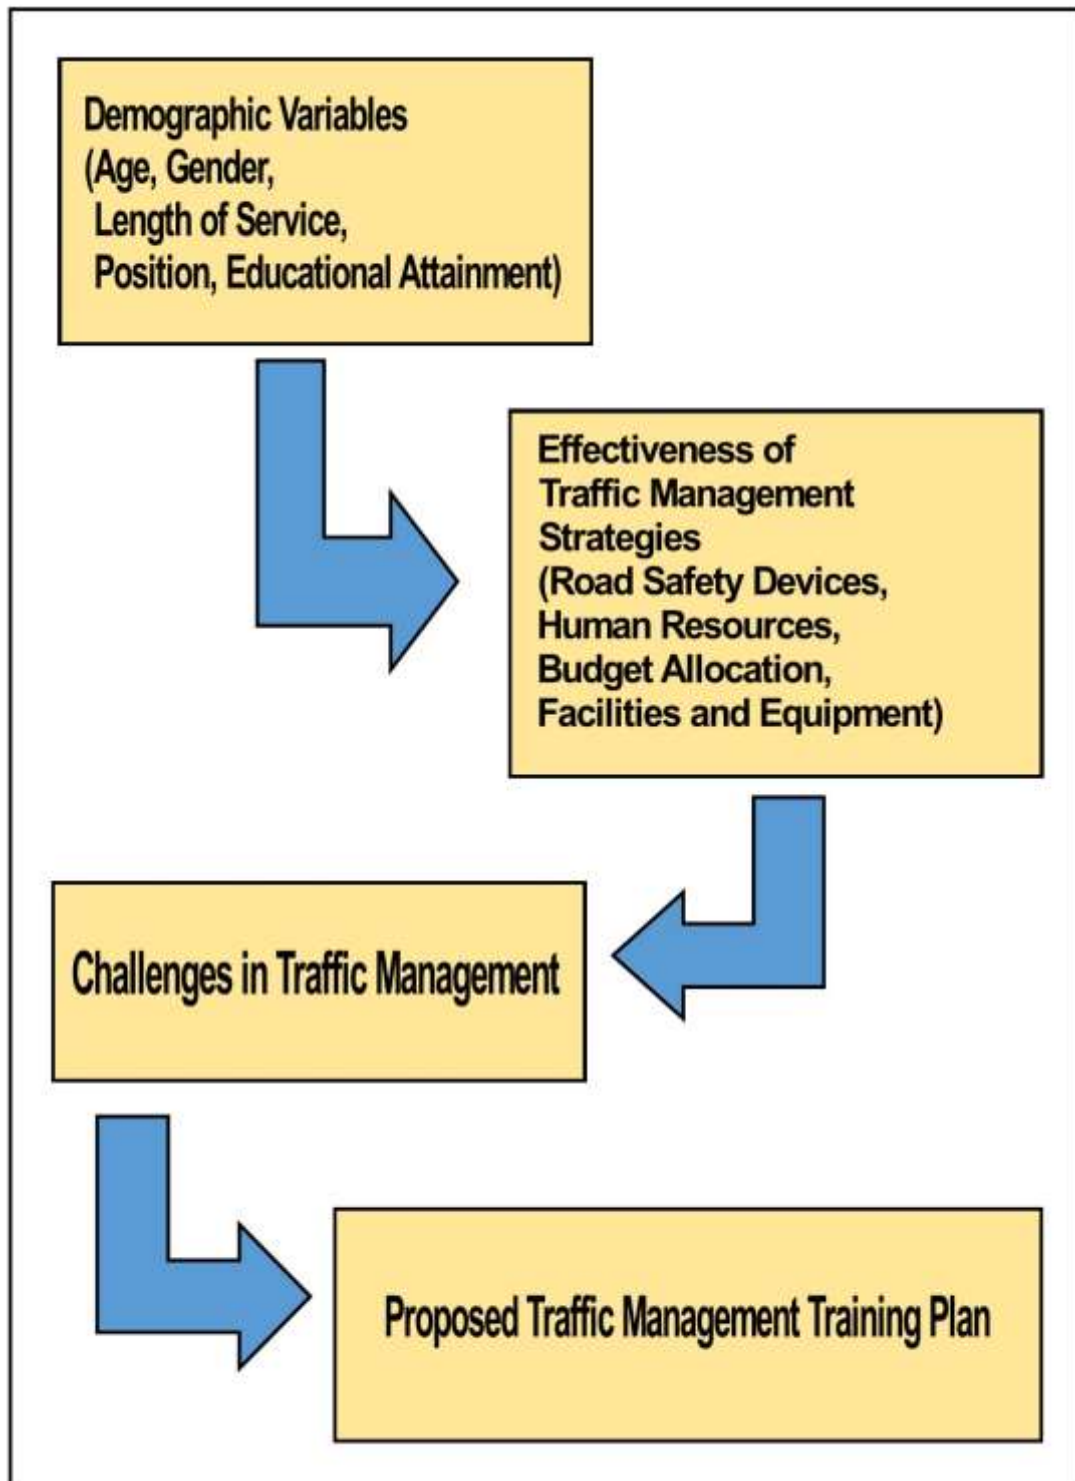 Demographic Variables
(Age, Gender,
Length of Service,
Position, Educational Attainment)
Effectiveness of
Traffic Management
Strategies
(Road Safety Devices,
Human Resources,
Budget Allocation,
Facilities and Equipment)
Challenges in Traffic Management
Proposed Traffic Management Training Plan